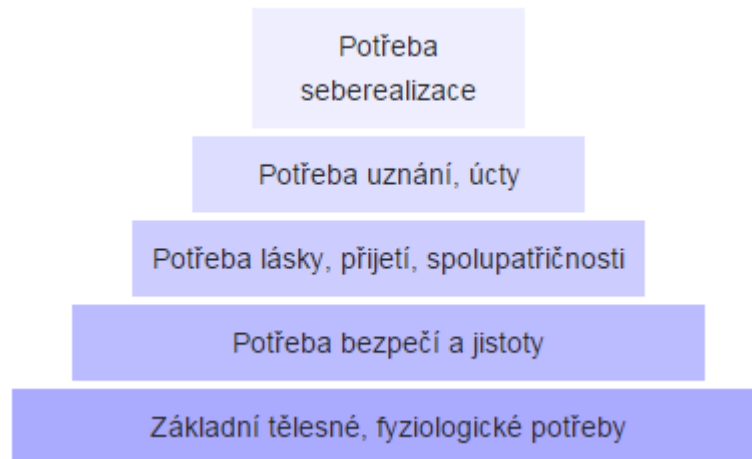 Potřeba
seberealizace
Potřeba uznání, úcty
Potřeba lásky, přijetí, spolupatřičnosti
Potřeba bezpečí a jistoty
Základní tělesné, fyziologické potřeby